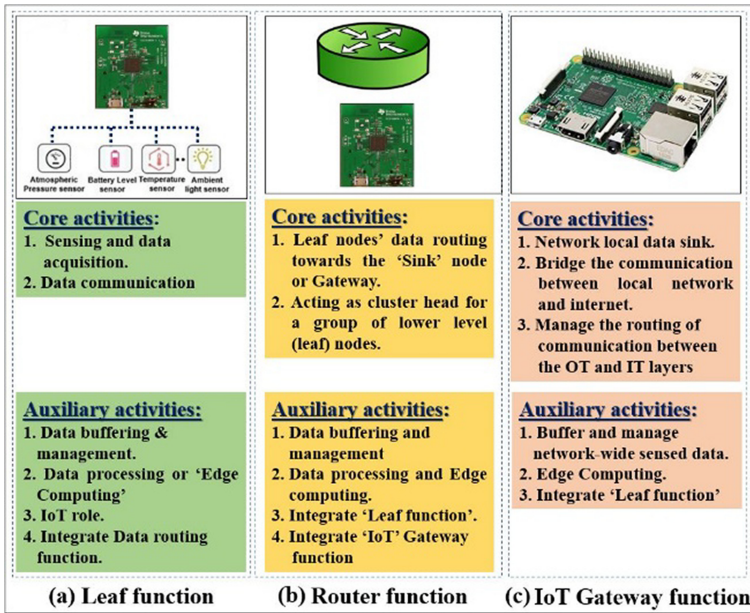 Atmospheric
Pressure sensor
Battery Level
sensor
Temperature
sensor
Ambient
light sensor
Core activities:
1. Sensing and data
acquisition.
2. Data communication
Auxiliary activities:
1. Data buffering &
management.
2. Data processing or ‘Edge
Computing’
3. IoT role.
4. Integrate Data routing
function.
(a) Leaf function
Core activities:
1. Leaf nodes’ data routing
towards the ‘Sink’ node
or Gateway.
2. Acting as cluster head for
a group of lower level
(leaf) nodes.
Auxiliary activities:
1. Data buffering and
management
2. Data processing and Edge
computing.
3. Integrate ‘Leaf function’.
4. Integrate ‘IoT’ Gateway
function
(b) Router function
Core activities:
1. Network local data sink.
2. Bridge the communication
between local network
and internet.
3. Manage the routing of
communication between
the OT and IT layers
Auxiliary activities:
1. Buffer and manage
network-wide sensed data.
2. Edge Computing.
3. Integrate ‘Leaf function’
(c) IoT Gateway function